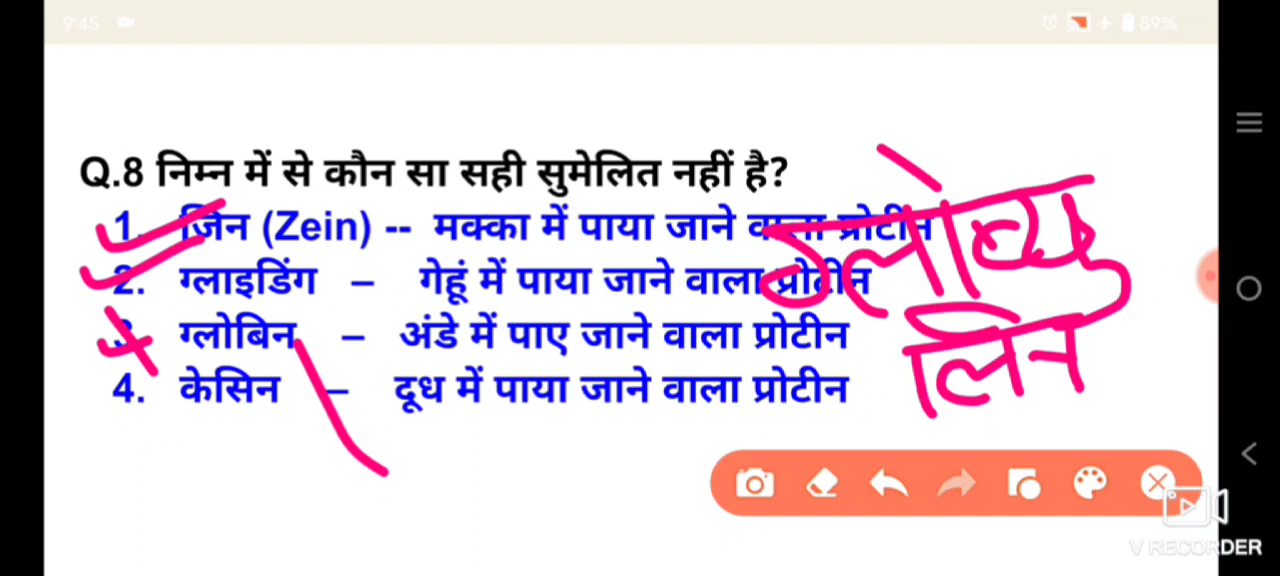 9:45
89%
Q.8 निम्न में से कौन सा सही सुमेलित नहीं है?
1. जिन (Zein) -- मक्का में पाया जाने वाला प्रोटीन
2. ग्लाइडिंग – गेहूं में पाया जाने वाला प्रोटीन
3. ग्लोबिन – अंडे में पाए जाने वाला प्रोटीन
4. केसिन – दूध में पाया जाने वाला प्रोटीन
ग्लोब्यु
लिन
V RECORDER